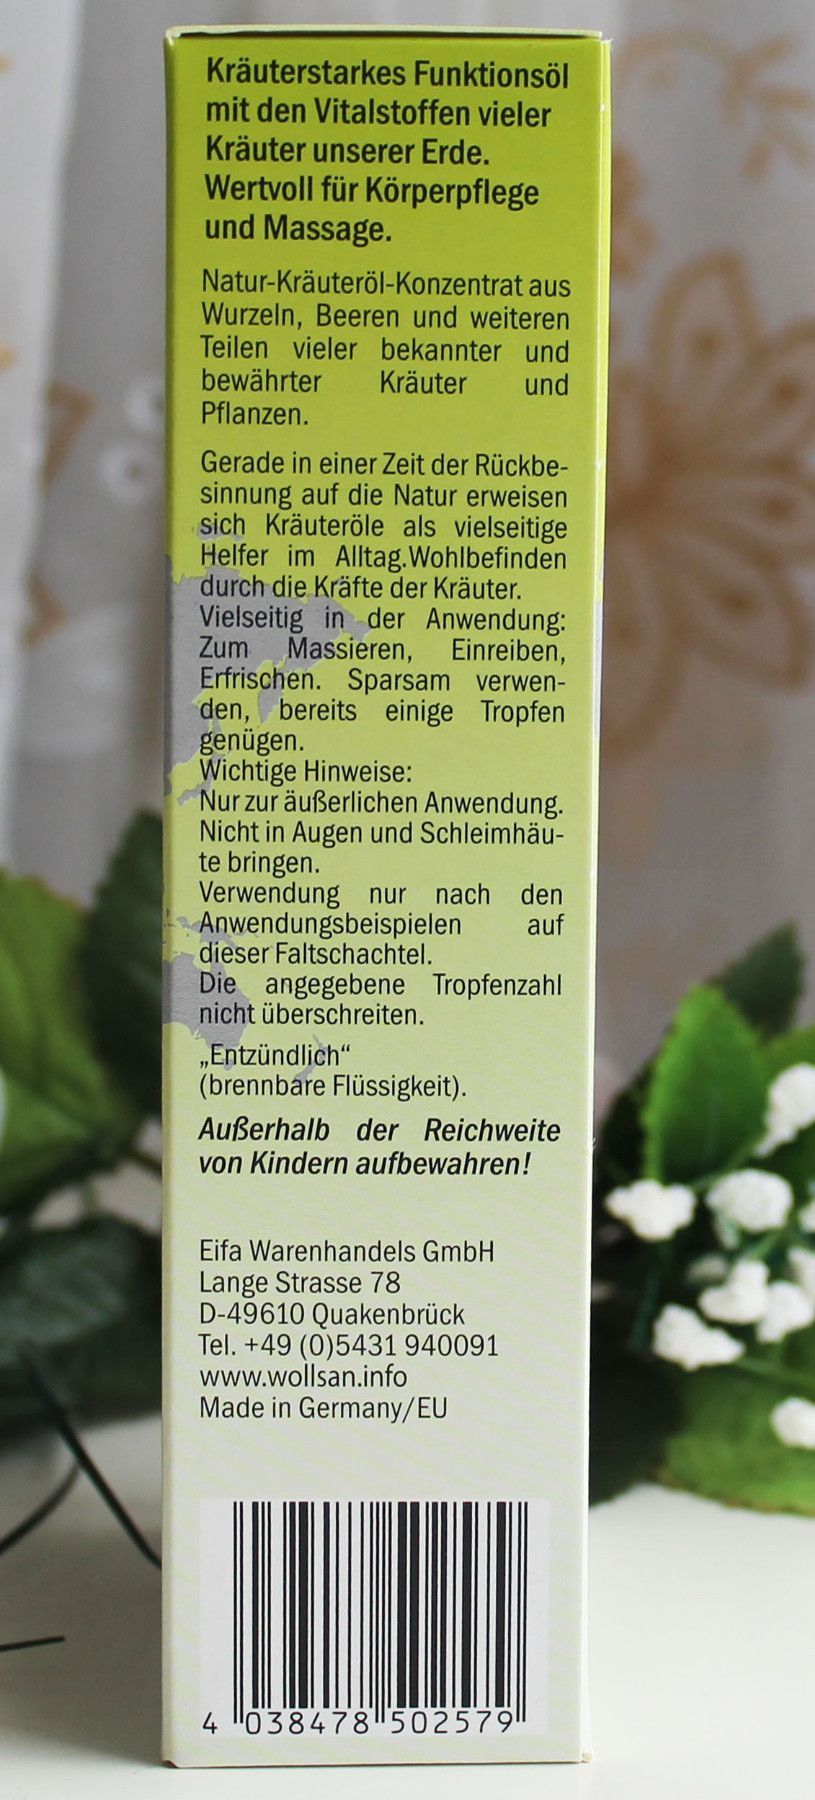 Kräuterstarkes Funktionsöl
mit den Vitalstoffen vieler
Kräuter unserer Erde.
Wertvoll für Körperpflege
und Massage.
Natur-Kräuteröl-Konzentrat aus
Wurzeln, Beeren und weiteren
Teilen vieler bekannter und
bewährter Kräuter und
Pflanzen.
Gerade in einer Zeit der Rückbe-
sinnung auf die Natur erweisen
sich Kräuteröle als vielseitige
Helfer im Alltag.Wohlbefinden
durch die Kräfte der Kräuter.
Vielseitig in der Anwendung:
Zum Massieren, Einreiben,
Erfrischen. Sparsam verwen-
den, bereits einige Tropfen
genügen.
Wichtige Hinweise:
Nur zur äußerlichen Anwendung.
Nicht in Augen und Schleimhäu-
te bringen.
Verwendung nur nach den
Anwendungsbeispielen auf
dieser Faltschachtel.
Die angegebene Tropfenzahl
nicht überschreiten.
„Entzündlich“
(brennbare Flüssigkeit).
Außerhalb der Reichweite
von Kindern aufbewahren!
Eifa Warenhandels GmbH
Lange Strasse 78
D-49610 Quakenbrück
Tel. +49 (0)5431 940091
www.wollsan.info
Made in Germany/EU
4 038478 502579